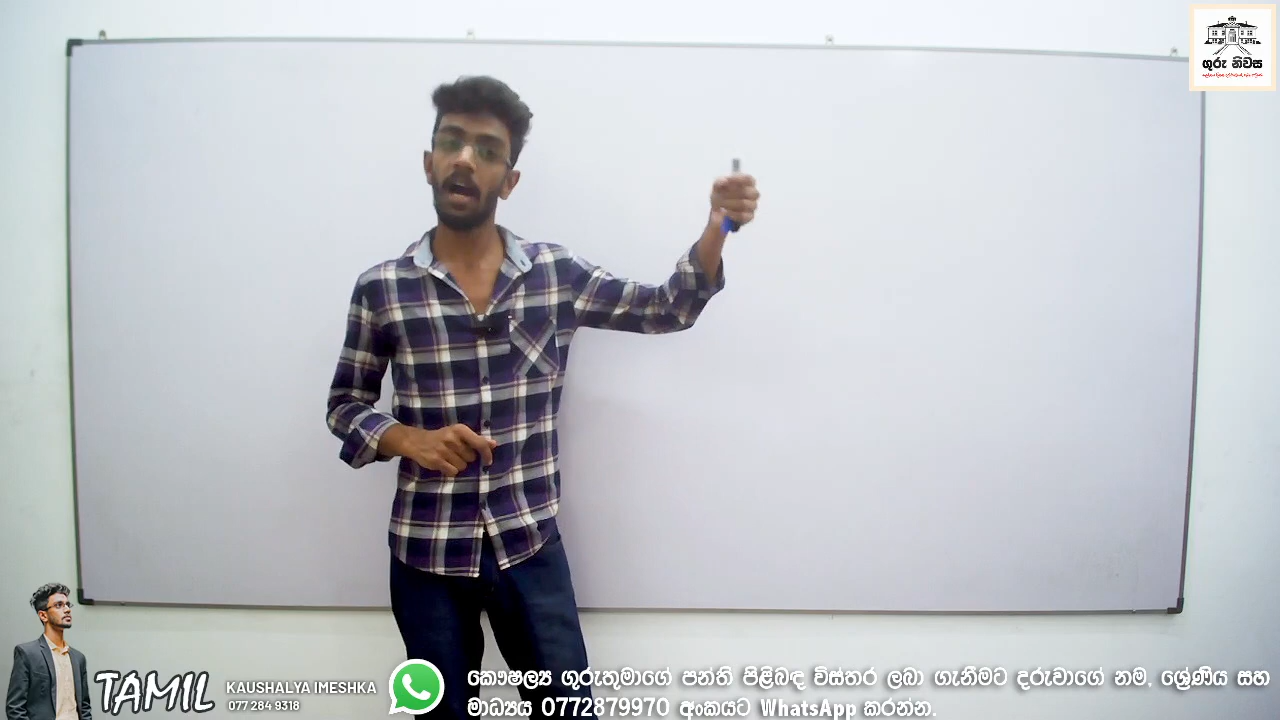 ගුරු නිවස
TAMIL
KAUSHALYA IMESHKA
077 284 9318
කෞෂල්‍ය ගුරුතුමාගේ පන්ති පිළිබඳ විස්තර ලබා ගැනීමට දරුවාගේ නම, ශ්‍රේණිය සහ
මාධ්‍යය 0772879970 අංකයට WhatsApp කරන්න.